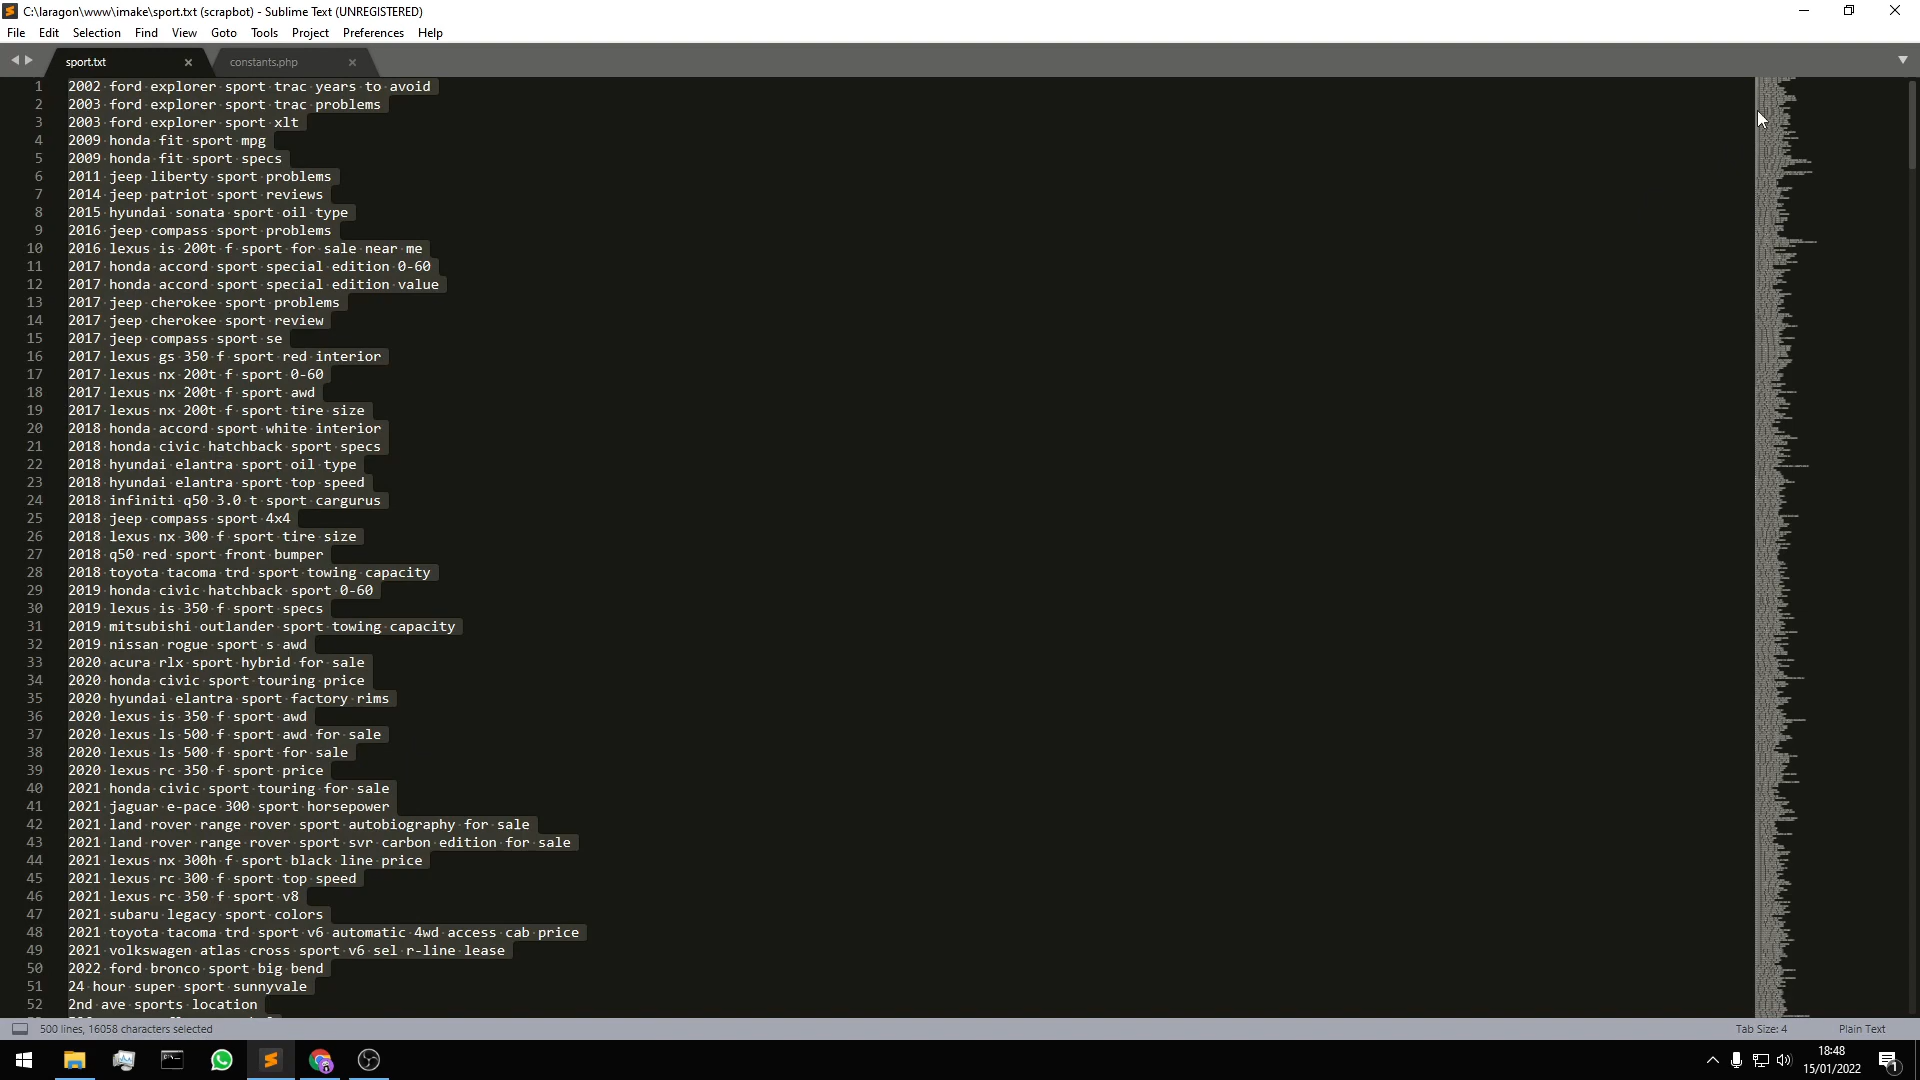 C:\laragon\www\imake\sport.txt (scrapbot) - Sublime Text (UNREGISTERED)
File Edit Selection Find View Goto Tools Project Preferences Help
sport.txt constants.php
1 2002 ford explorer sport trac years to avoid
2 2003 ford explorer sport trac problems
3 2003 ford explorer sport xlt
4 2009 honda fit sport mpg
5 2009 honda fit sport specs
6 2011 jeep liberty sport problems
7 2014 jeep patriot sport reviews
8 2015 hyundai sonata sport oil type
9 2016 jeep compass sport problems
10 2016 lexus is 200t f sport for sale near me
11 2017 honda accord sport special edition 0-60
12 2017 honda accord sport special edition value
13 2017 jeep cherokee sport problems
14 2017 jeep cherokee sport review
15 2017 jeep compass sport se
16 2017 lexus gs 350 f sport red interior
17 2017 lexus nx 200t f sport 0-60
18 2017 lexus nx 200t f sport awd
19 2017 lexus nx 200t f sport tire size
20 2018 honda accord sport white interior
21 2018 honda civic hatchback sport specs
22 2018 hyundai elantra sport oil type
23 2018 hyundai elantra sport top speed
24 2018 infiniti q50 3.0 t sport cargurus
25 2018 jeep compass sport 4x4
26 2018 lexus nx 300 f sport tire size
27 2018 q50 red sport front bumper
28 2018 toyota tacoma trd sport towing capacity
29 2019 honda civic hatchback sport 0-60
30 2019 lexus is 350 f sport specs
31 2019 mitsubishi outlander sport towing capacity
32 2019 nissan rogue sport s awd
33 2020 acura rlx sport hybrid for sale
34 2020 honda civic sport touring price
35 2020 hyundai elantra sport factory rims
36 2020 lexus is 350 f sport awd
37 2020 lexus ls 500 f sport awd for sale
38 2020 lexus ls 500 f sport for sale
39 2020 lexus rc 350 f sport price
40 2021 honda civic sport touring for sale
41 2021 jaguar e-pace 300 sport horsepower
42 2021 land rover range rover sport autobiography for sale
43 2021 land rover range rover sport svr carbon edition for sale
44 2021 lexus nx 300h f sport black line price
45 2021 lexus rc 300 f sport top speed
46 2021 lexus rc 350 f sport v8
47 2021 subaru legacy sport colors
48 2021 toyota tacoma trd sport v6 automatic 4wd access cab price
49 2021 volkswagen atlas cross sport v6 sel r-line lease
50 2022 ford bronco sport big bend
51 24 hour super sport sunnyvale
52 2nd ave sports location
500 lines, 16058 characters selected Tab Size: 4 Plain Text
18:48
15/01/2022
1